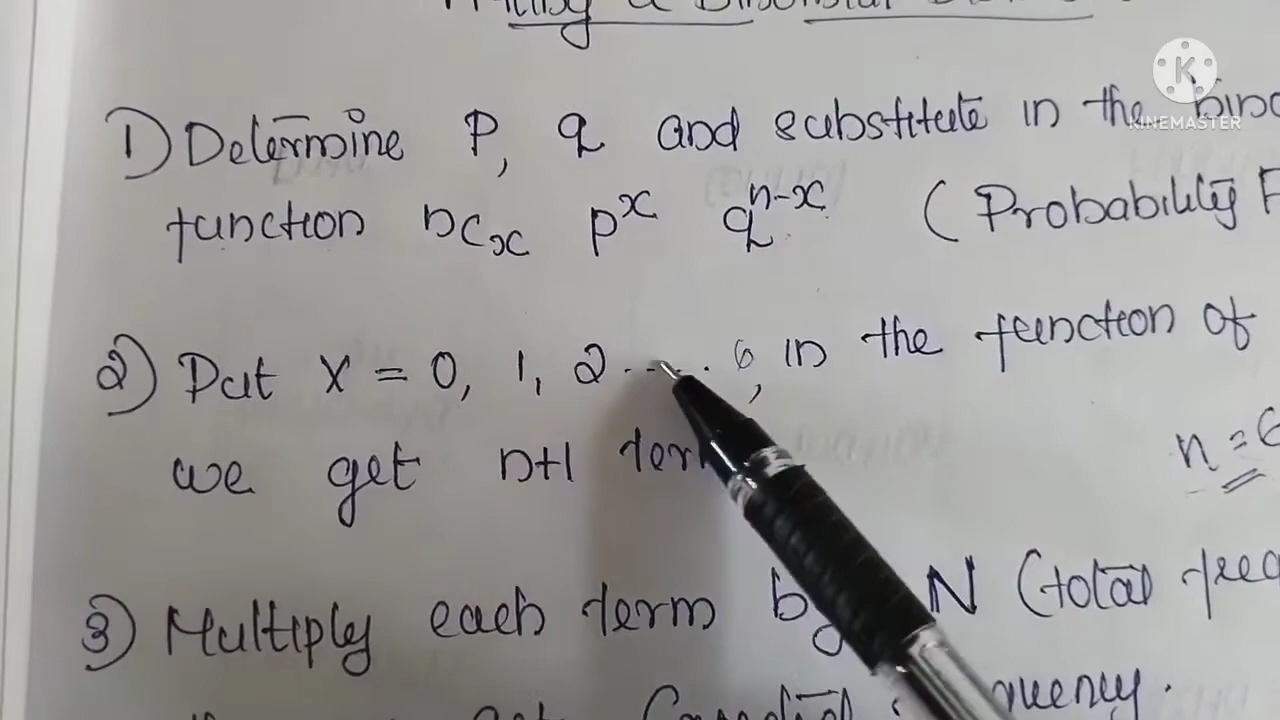 a
1) Determine P, q and substitute in the
KINEMASTER
function nCx p^x q^n-x (Probability
2) Put X = 0, 1, 2 ..... 6, in the function of
we get n+1
n = 6
3) Multiply each term by N (total